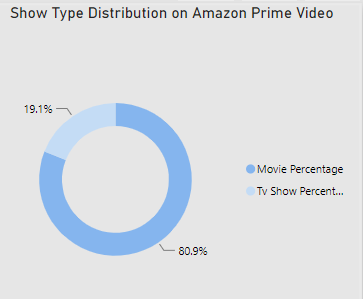 Show Type Distribution on Amazon Prime Video
19.1%
Movie Percentage
Tv Show Percent...
80.9%